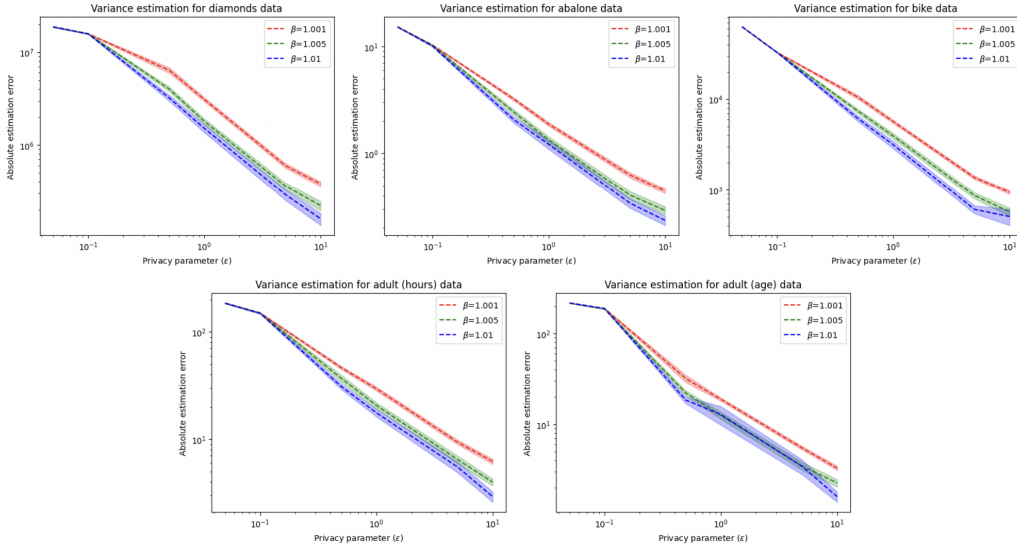 Variance estimation for diamonds data
Absolute estimation error
10⁷
10⁶
β=1.001
β=1.005
β=1.01
10⁻¹ 10⁰ 10¹
Privacy parameter (ε)
Variance estimation for abalone data
Absolute estimation error
10¹
10⁰
β=1.001
β=1.005
β=1.01
10⁻¹ 10⁰ 10¹
Privacy parameter (ε)
Variance estimation for bike data
Absolute estimation error
10⁴
10³
β=1.001
β=1.005
β=1.01
10⁻¹ 10⁰ 10¹
Privacy parameter (ε)
Variance estimation for adult (hours) data
Absolute estimation error
10²
10¹
β=1.001
β=1.005
β=1.01
10⁻¹ 10⁰ 10¹
Privacy parameter (ε)
Variance estimation for adult (age) data
Absolute estimation error
10²
10¹
β=1.001
β=1.005
β=1.01
10⁻¹ 10⁰ 10¹
Privacy parameter (ε)